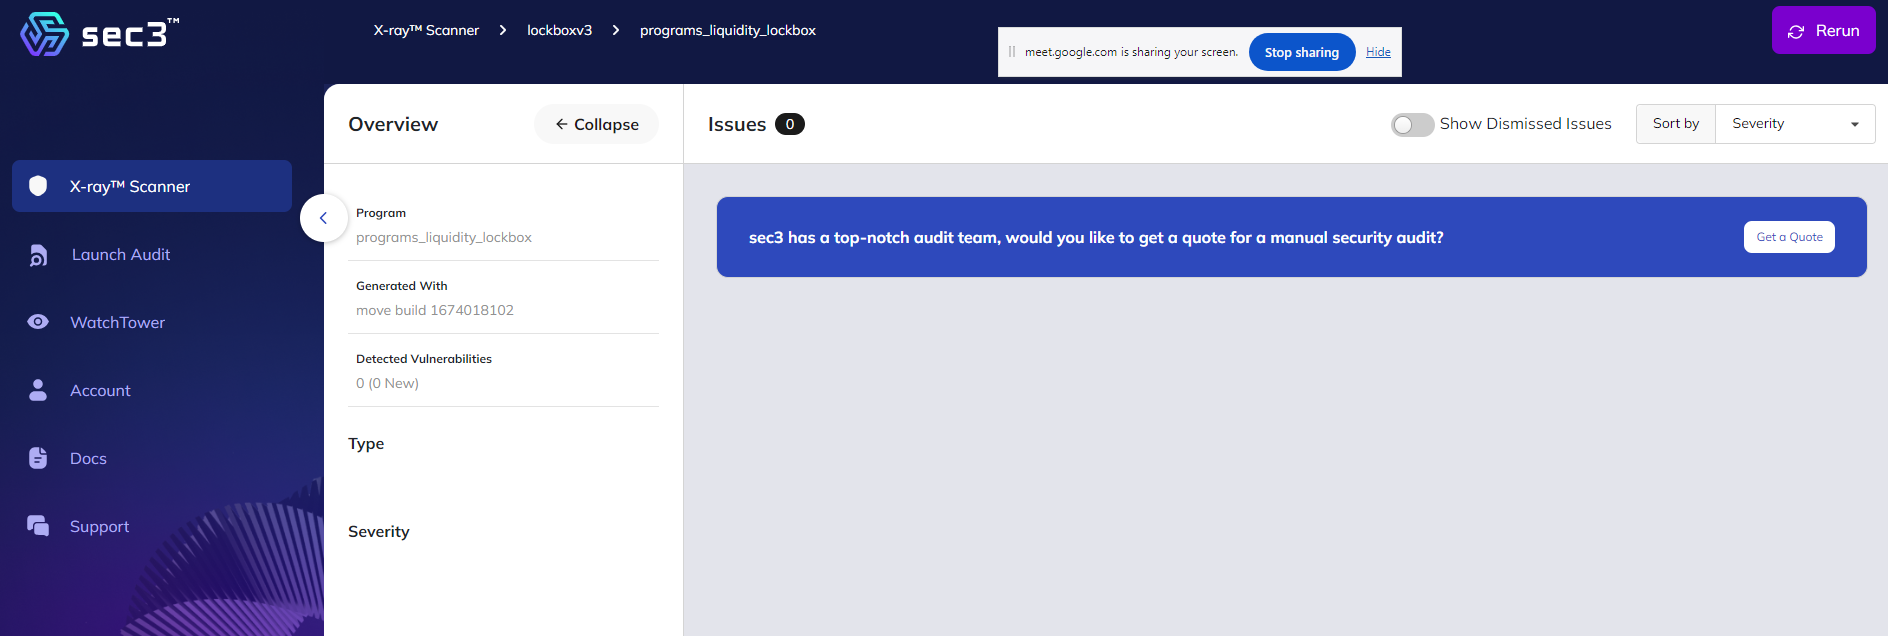 sec3™
X-ray™ Scanner > lockboxv3 > programs_liquidity_lockbox
meet.google.com is sharing your screen. Stop sharing Hide
Rerun
X-ray™ Scanner
Launch Audit
WatchTower
Account
Docs
Support
Overview
← Collapse
Program
programs_liquidity_lockbox
Generated With
move build 1674018102
Detected Vulnerabilities
0 (0 New)
Type
Severity
Issues 0
Show Dismissed Issues
Sort by Severity
sec3 has a top-notch audit team, would you like to get a quote for a manual security audit?
Get a Quote